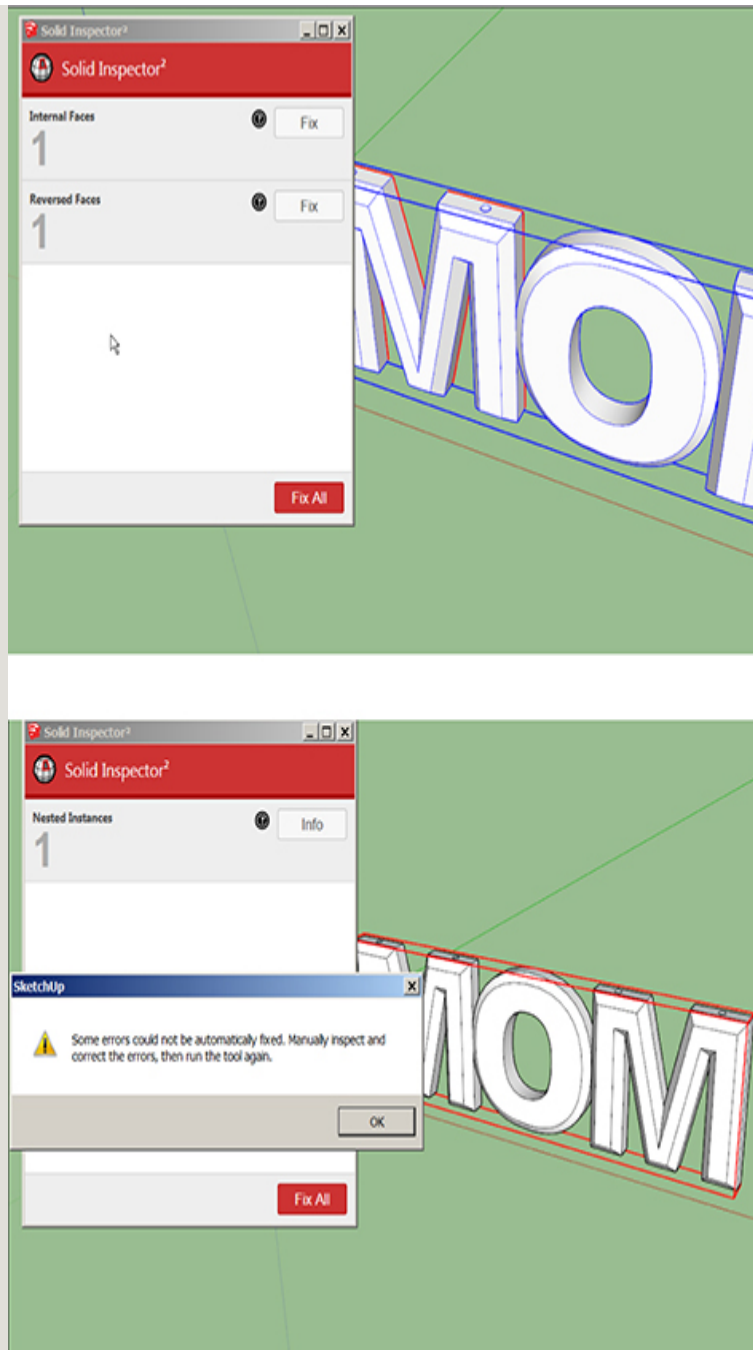 Solid Inspector²
Solid Inspector²
Internal Faces
Fix
1
Reversed Faces
Fix
1
Fix All
MOM
Solid Inspector²
Solid Inspector²
Nested Instances
Info
1
SketchUp
Some errors could not be automatically fixed. Manually inspect and
correct the errors, then run the tool again.
OK
Fix All
MOM